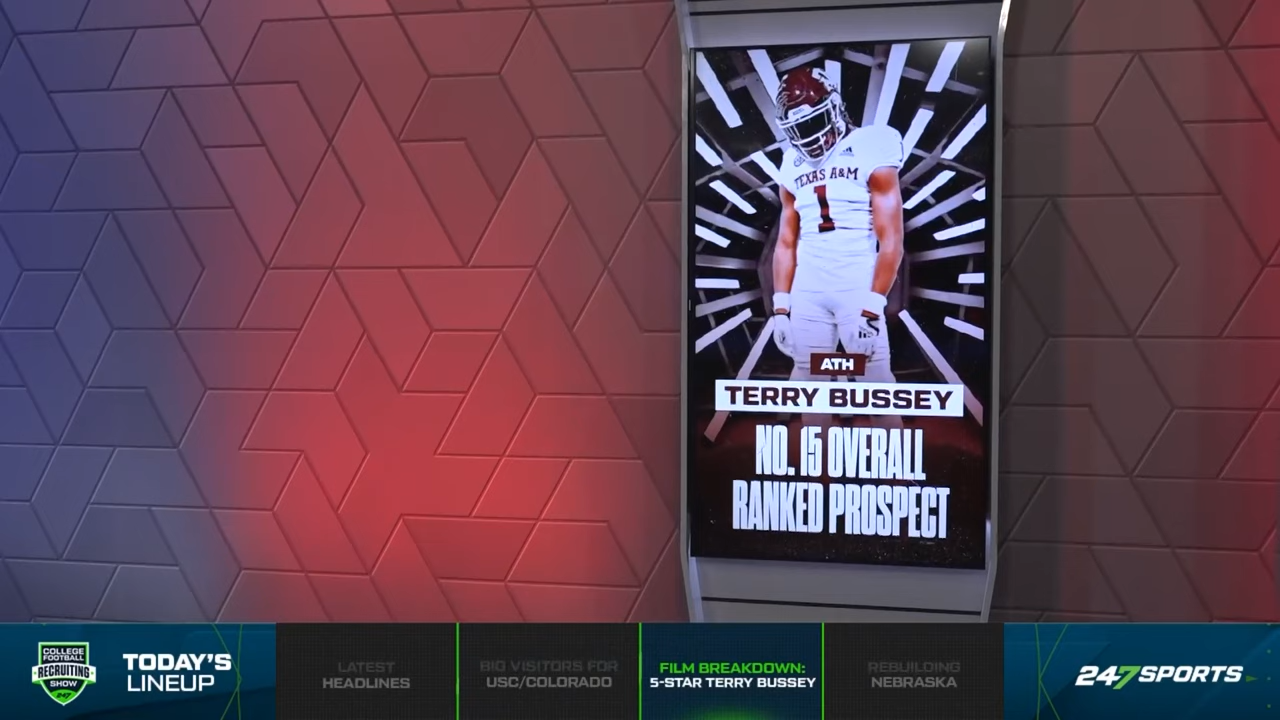 TEXAS A&M
1
ATH
TERRY BUSSEY
NO. 15 OVERALL
RANKED PROSPECT
COLLEGE
FOOTBALL
RECRUITING
SHOW
247
TODAY'S
LINEUP
LATEST
HEADLINES
BIG VISITORS FOR
USC/COLORADO
FILM BREAKDOWN:
5-STAR TERRY BUSSEY
REBUILDING
NEBRASKA
247SPORTS